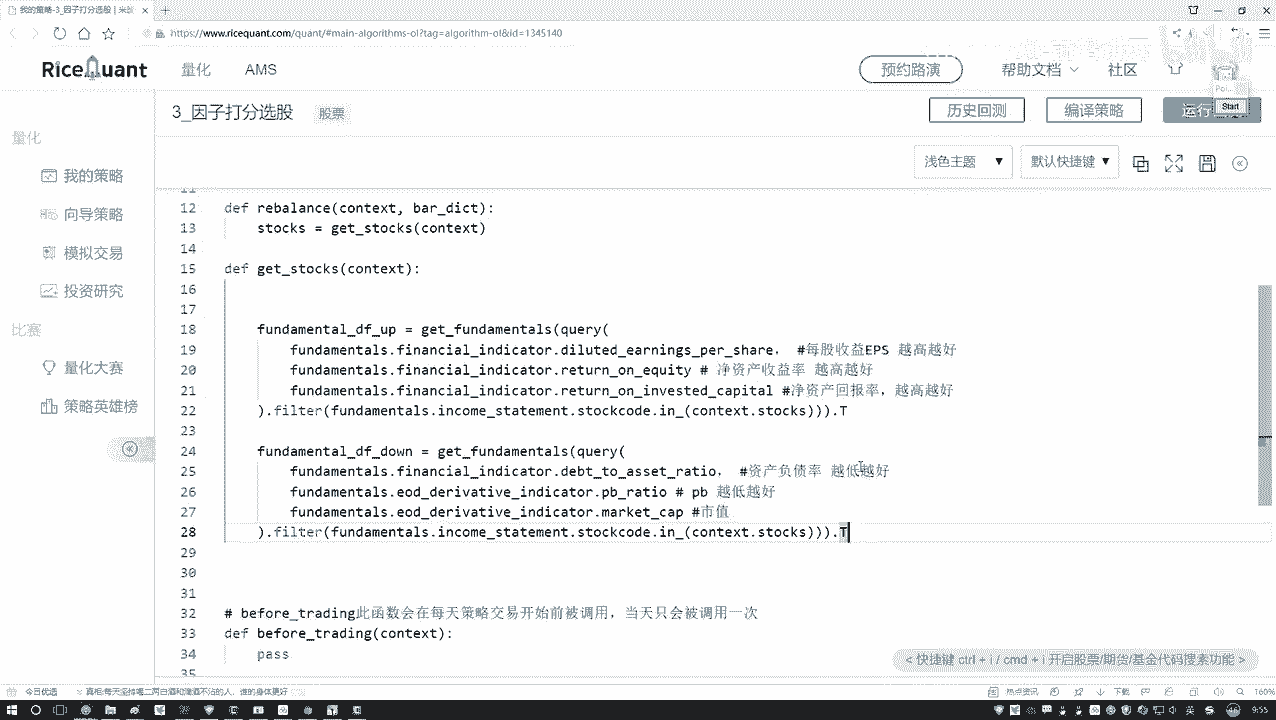 我的策略-3_因子打分选股 | 米
https://www.ricequant.com/quant/#main-algorithms-ol?tag=algorithm-ol&id=1345140
RiceQuant 量化 AMS 预约路演 帮助文档 社区
Start
3_因子打分选股 股票 历史回测 编译策略 运行
量化
我的策略
向导策略
模拟交易
投资研究
比赛
量化大赛
策略英雄榜
浅色主题 默认快捷键
11
12 def rebalance(context, bar_dict):
13 stocks = get_stocks(context)
14
15 def get_stocks(context):
16
17
18 fundamental_df_up = get_fundamentals(query(
19 fundamentals.financial_indicator.diluted_earnings_per_share， #每股收益EPS 越高越好
20 fundamentals.financial_indicator.return_on_equity # 净资产收益率 越高越好
21 fundamentals.financial_indicator.return_on_invested_capital #净资产回报率，越高越好
22 ).filter(fundamentals.income_statement.stockcode.in_(context.stocks))).T
23
24 fundamental_df_down = get_fundamentals(query(
25 fundamentals.financial_indicator.debt_to_asset_ratio， #资产负债率 越低越好
26 fundamentals.eod_derivative_indicator.pb_ratio # pb 越低越好
27 fundamentals.eod_derivative_indicator.market_cap #市值
28 ).filter(fundamentals.income_statement.stockcode.in_(context.stocks))).T
29
30
31
32 # before_trading此函数会在每天策略交易开始前被调用，当天只会被调用一次
33 def before_trading(context):
34 pass
35
< 快捷键 ctrl + i / cmd + i 开启股票/期货/基金/代码搜索功能 >
今日优选 真相:每天坚持喝二两白酒和滴酒不沾的人，谁的身体更好
热点资讯 下载 160%
英 9:55